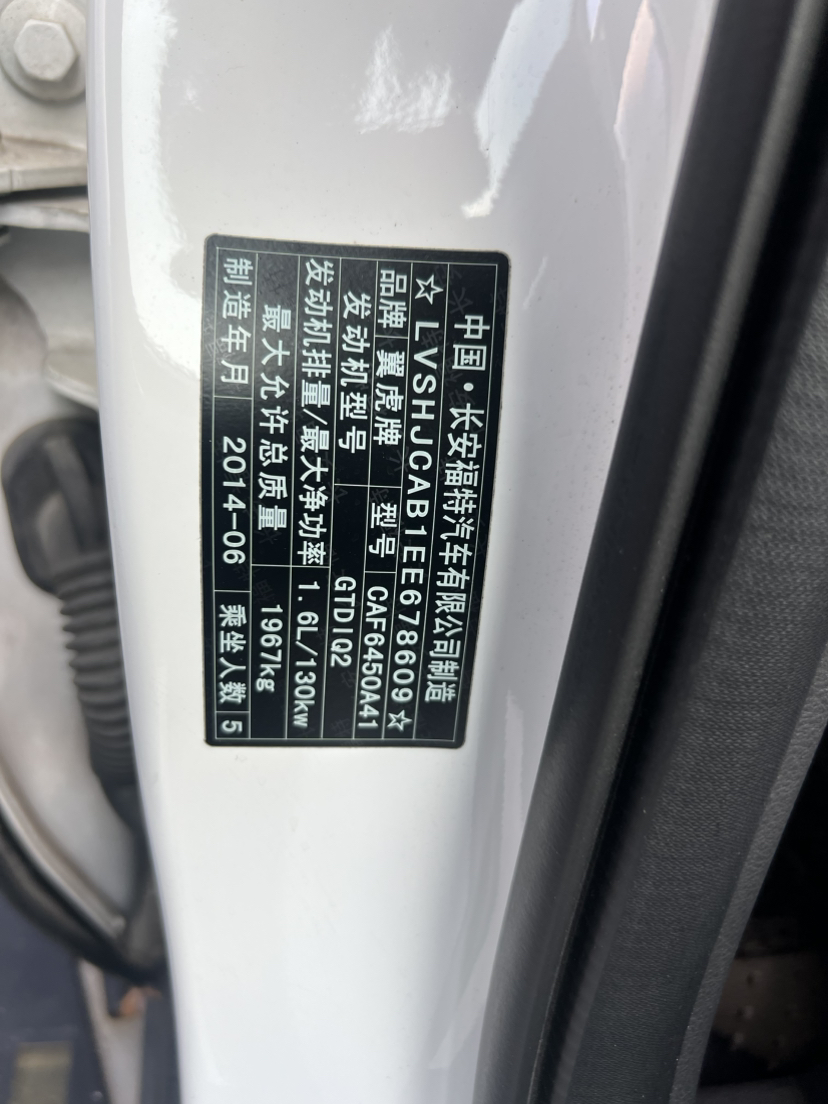 中国·长安福特汽车有限公司制造
☆LVSHJCAB1EE678609☆
品牌 翼虎牌 型号 CAF6450A41
发动机型号 GTDIQ2
发动机排量/最大净功率 1.6L/130kw
最大允许总质量 1967kg
制造年月 2014-06 乘坐人数 5